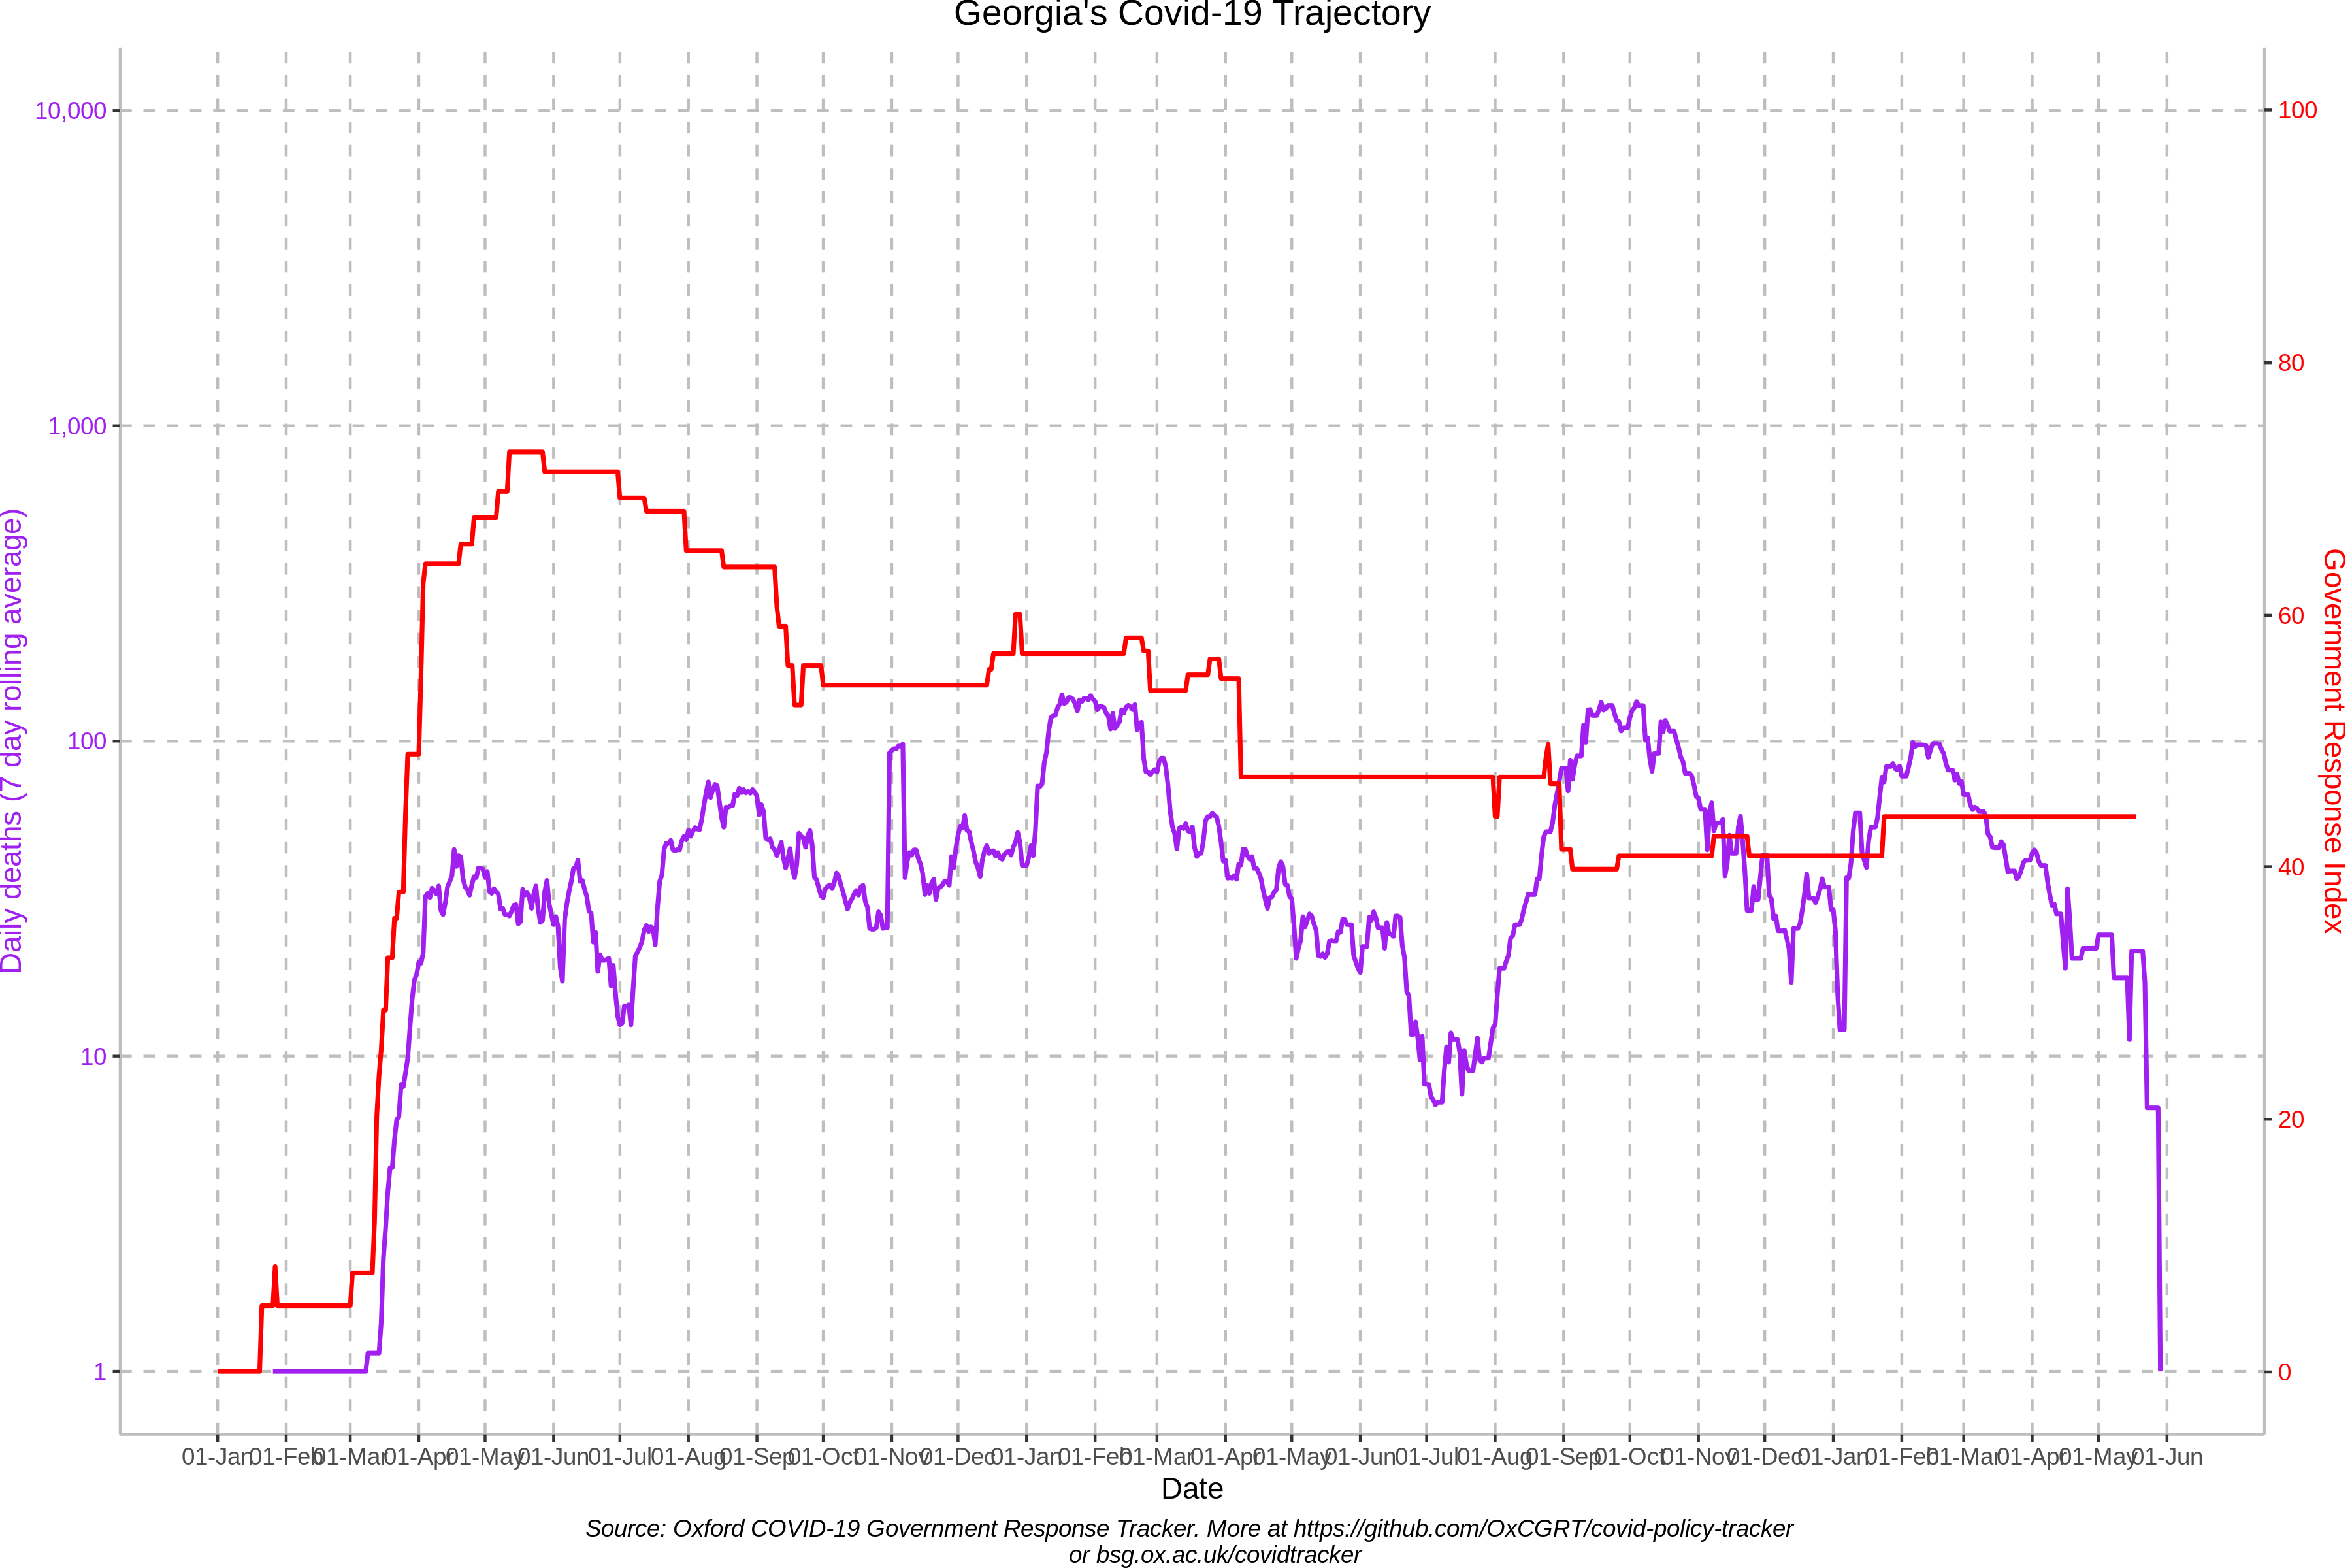 Georgia's Covid-19 Trajectory
10,000
1,000
100
10
1
Daily deaths (7 day rolling average)
100
80
60
40
20
0
Government Response Index
01-Jan 01-Feb 01-Mar 01-Apr 01-May 01-Jun 01-Jul 01-Aug 01-Sep 01-Oct 01-Nov 01-Dec 01-Jan 01-Feb 01-Mar 01-Apr 01-May 01-Jun 01-Jul 01-Aug 01-Sep 01-Oct 01-Nov 01-Dec 01-Jan 01-Feb 01-Mar 01-Apr 01-May 01-Jun
Date
Source: Oxford COVID-19 Government Response Tracker. More at https://github.com/OxCGRT/covid-policy-tracker
or bsg.ox.ac.uk/covidtracker